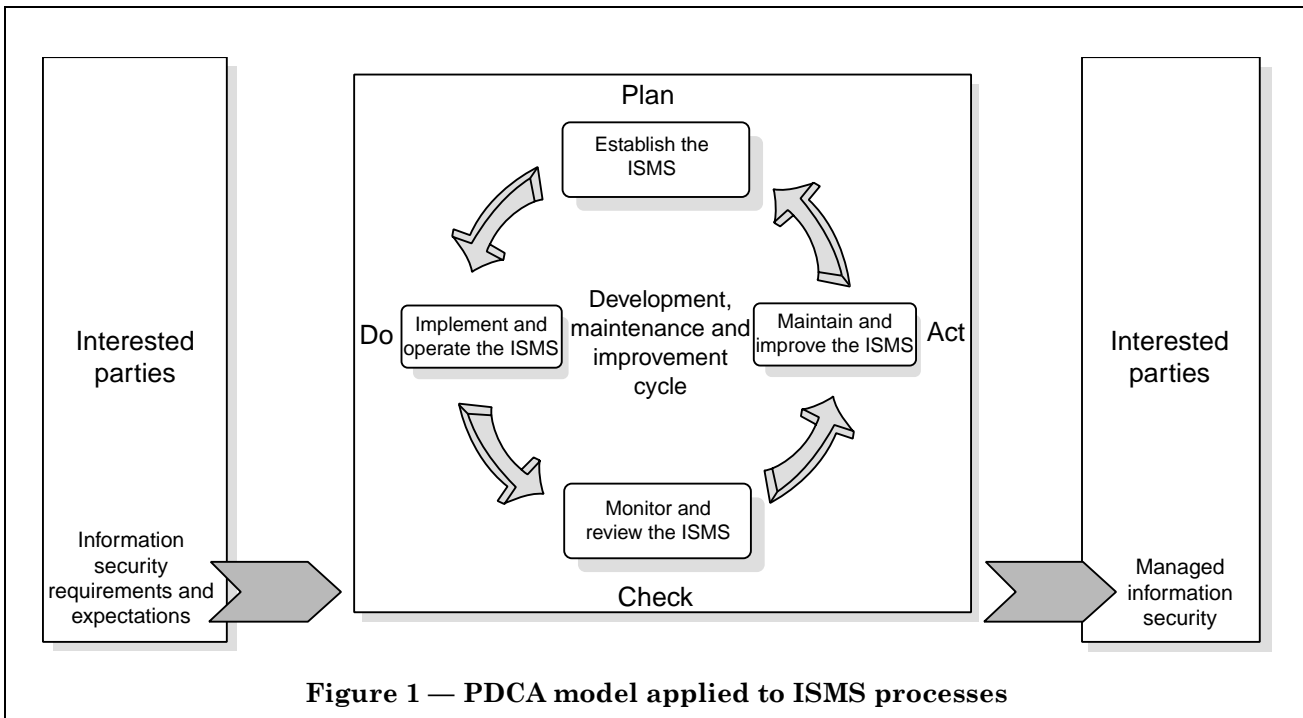 Plan
Establish the
ISMS
Do
Implement and
operate the ISMS
Development,
maintenance and
improvement
cycle
Maintain and
improve the ISMS
Act
Monitor and
review the ISMS
Check
Interested
parties
Information
security
requirements and
expectations
Interested
parties
Managed
information
security
Figure 1 — PDCA model applied to ISMS processes